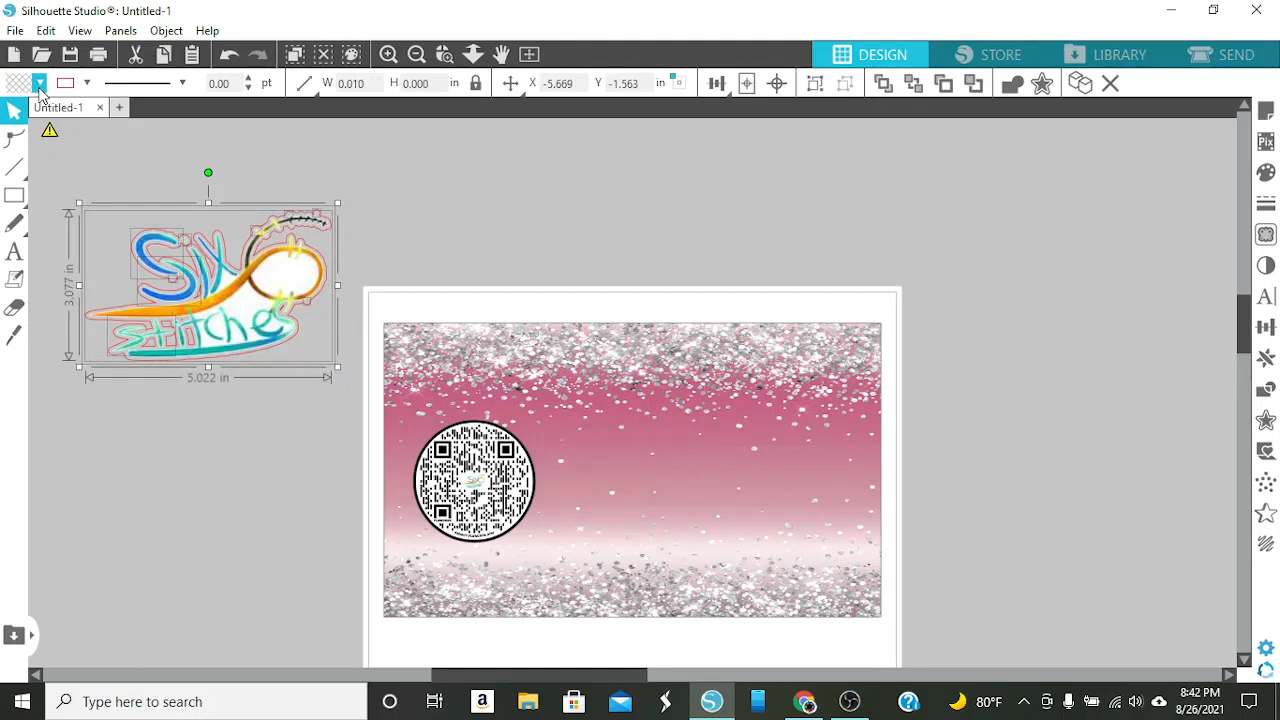 Silhouette Studio®: Untitled-1
File Edit View Panels Object Help
DESIGN STORE LIBRARY SEND
0.00 pt W 0.010 H 0.000 in X -5.669 Y -1.563 in
Untitled-1
Pix
A
A
Six
Stitches
3.077 in
5.022 in
Type here to search
a
80°F
8:42 PM
8/26/2021